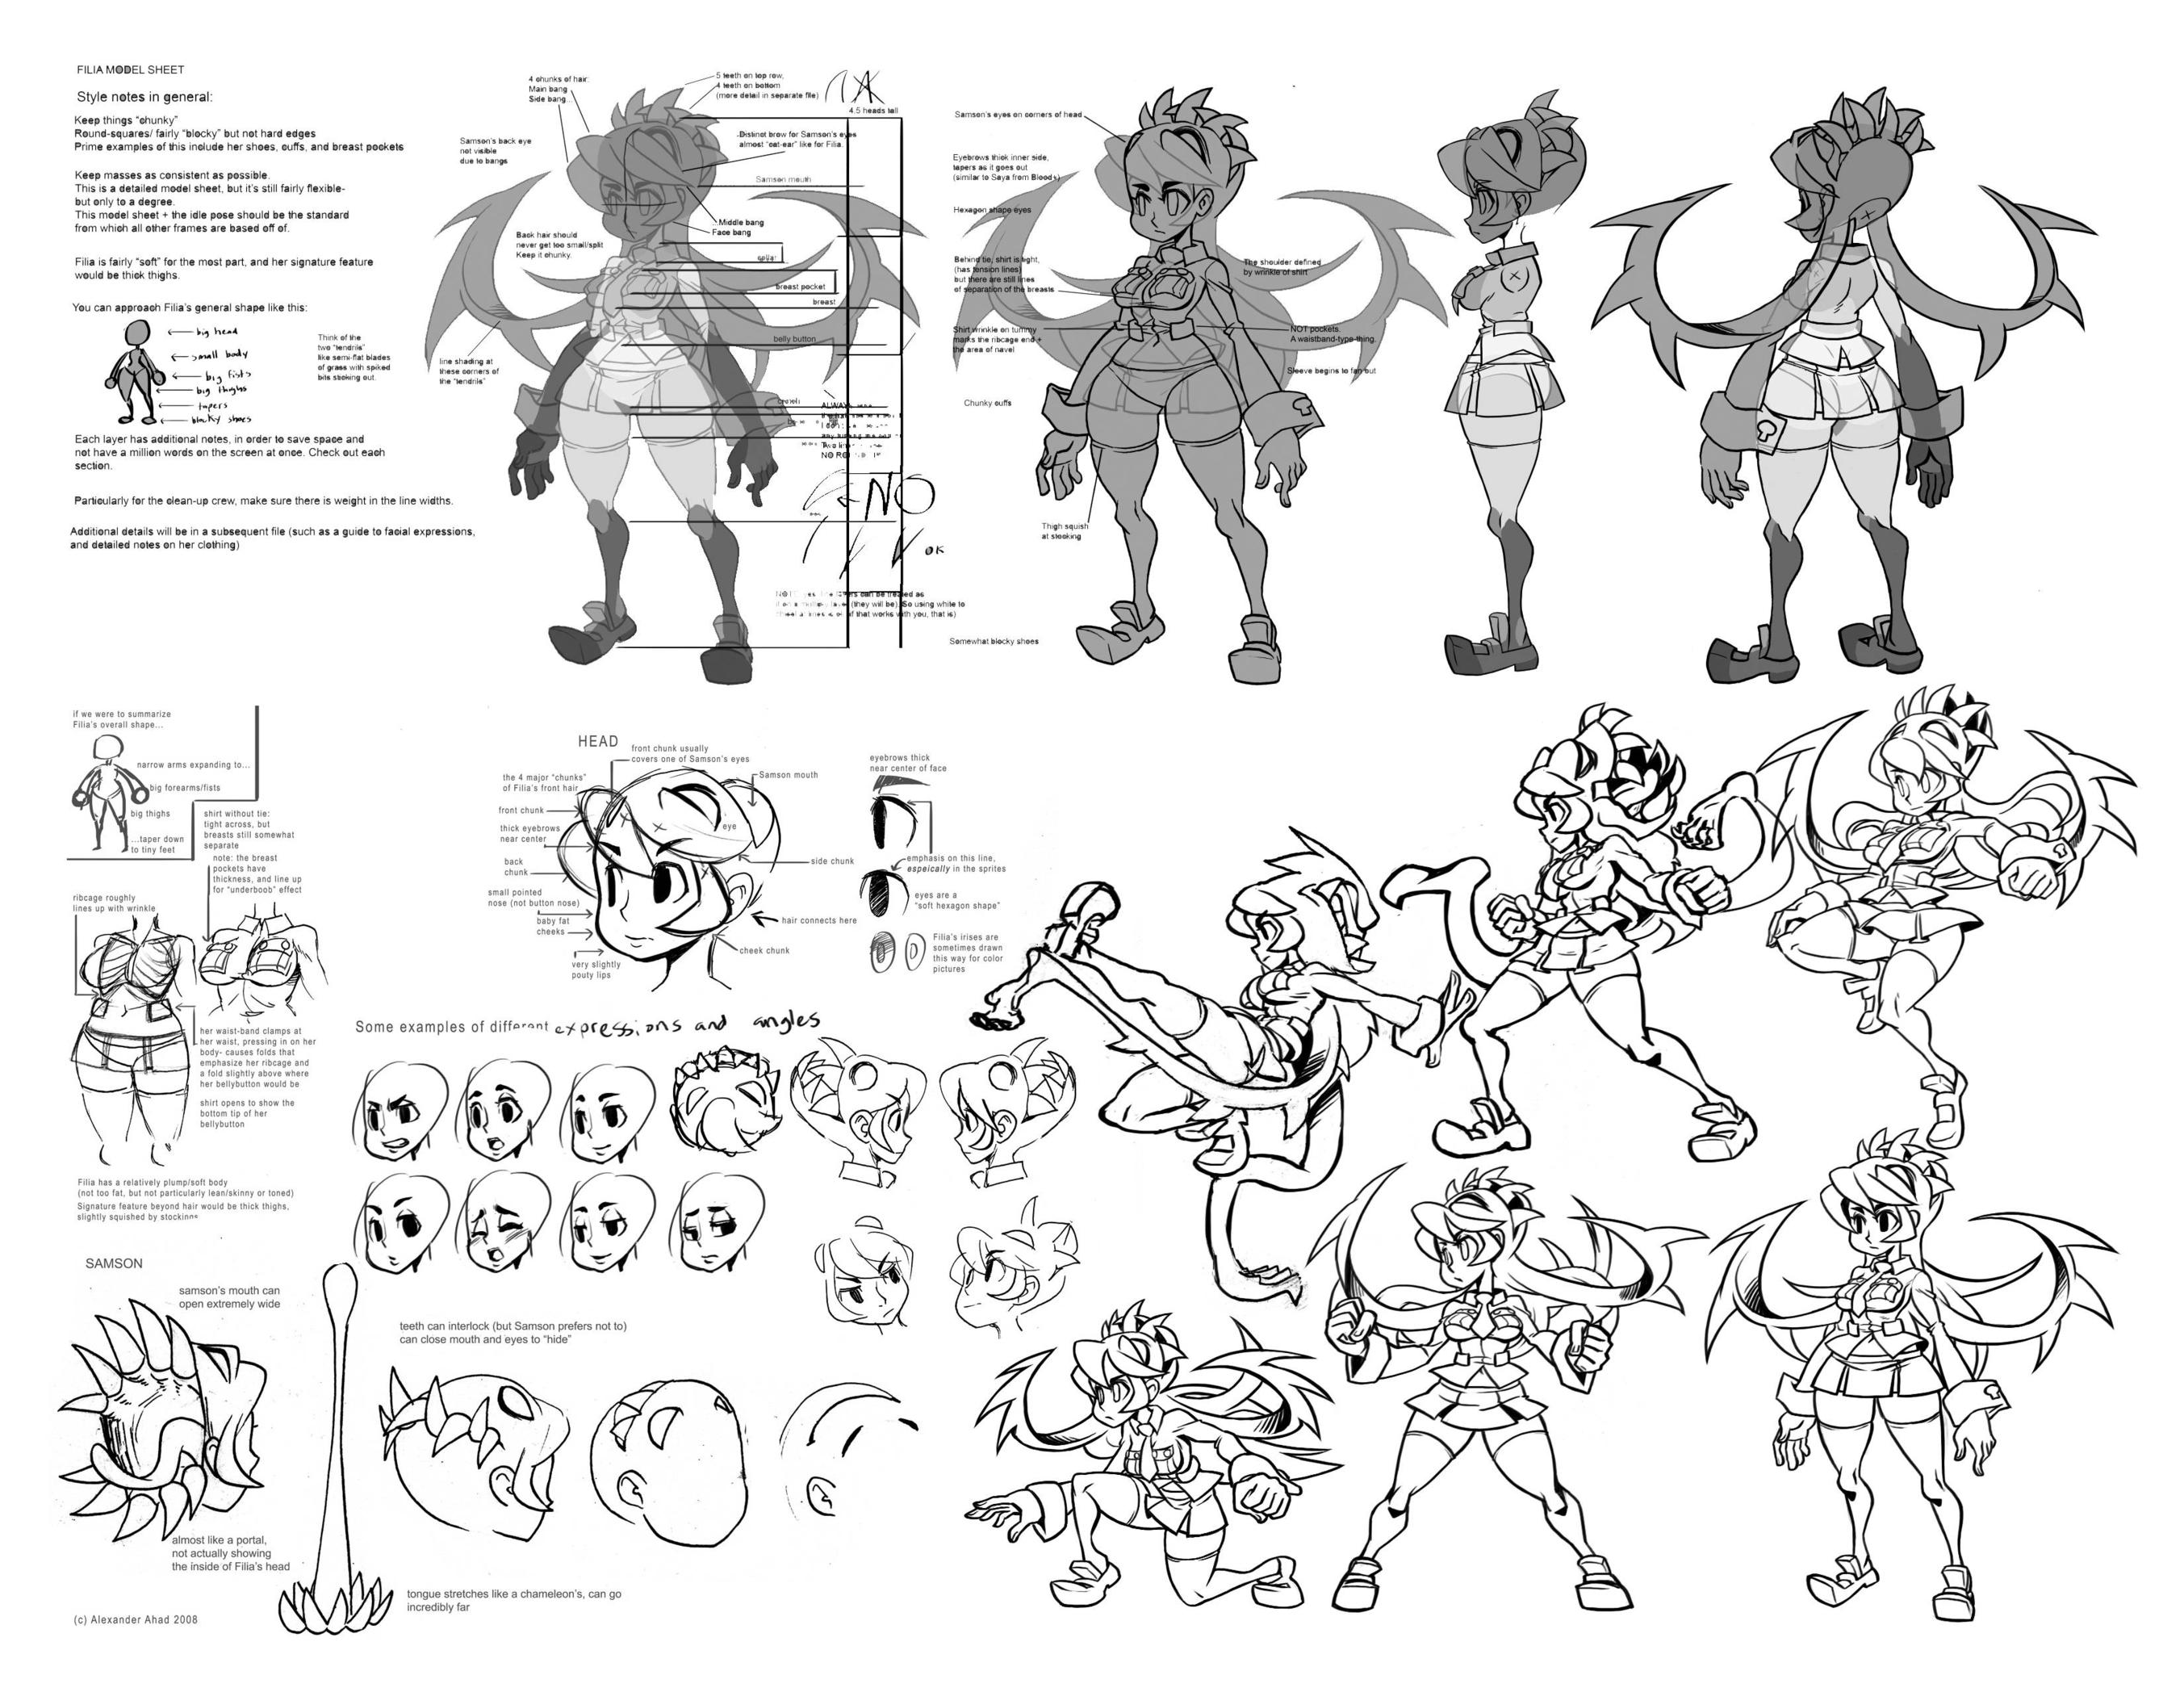 FILIA MODEL SHEET
Style notes in general:
Keep things "chunky"
Round-squares/ fairly "blocky" but not hard edges
Prime examples of this include her shoes, cuffs, and breast pockets
Keep masses as consistent as possible.
This is a detailed model sheet, but it's still fairly flexible-
but only to a degree.
This model sheet + the idle pose should be the standard
from which all other frames are based off of.
Filia is fairly "soft" for the most part, and her signature feature
would be thick thighs.
You can approach Filia's general shape like this:
big head
small body
big fists
big thighs
tapers
blocky shoes
Think of the
two "tendrils"
like semi-flat blades
of grass with spiked
bits sticking out.
Each layer has additional notes, in order to save space and
not have a million words on the screen at once. Check out each
section.
Particularly for the clean-up crew, make sure there is weight in the line widths.
Additional details will be in a subsequent file (such as a guide to facial expressions,
and detailed notes on her clothing)
4 chunks of hair:
Main bang
Side bang...
5 teeth on top row,
4 teeth on bottom
(more detail in separate file)
4.5 heads tall
Samson's back eye
not visible
due to bangs
Distinct brow for Samson's eyes
almost "cat-ear" like for Filia.
Samson mouth
Middle bang
Face bang
Back hair should
never get too small/split
Keep it chunky.
collar
breast pocket
breast
belly button
line shading at
these corners of
the "tendrils"
crotch
ALWAYS
NO
OK
can be treated as
(they will be). So using white to
if that works with you, that is)
Samson's eyes on corners of head
Eyebrows thick inner side,
tapers as it goes out
(similar to Saya from Blood+)
Hexagon shape eyes
Behind tie, shirt is tight,
(has tension lines)
but there are still lines
of separation of the breasts
The shoulder defined
by wrinkle of shirt
Shirt wrinkle on tummy
marks the ribcage end +
the area of navel
NOT pockets.
A waistband-type-thing.
Sleeve begins to fan out
Chunky cuffs
Thigh squish
at stocking
Somewhat blocky shoes
if we were to summarize
Filia's overall shape...
narrow arms expanding to...
big forearms/fists
big thighs
...taper down
to tiny feet
shirt without tie:
tight across, but
breasts still somewhat
separate
note: the breast
pockets have
thickness, and line up
for "underboob" effect
ribcage roughly
lines up with wrinkle
her waist-band clamps at
her waist, pressing in on her
body- causes folds that
emphasize her ribcage and
a fold slightly above where
her bellybutton would be
shirt opens to show the
bottom tip of her
bellybutton
Filia has a relatively plump/soft body
(not too fat, but not particularly lean/skinny or toned)
Signature feature beyond hair would be thick thighs,
slightly squished by stockings
HEAD
front chunk usually
covers one of Samson's eyes
the 4 major "chunks"
of Filia's front hair
Samson mouth
front chunk
thick eyebrows
near center
eye
back
chunk
side chunk
small pointed
nose (not button nose)
baby fat
cheeks
hair connects here
cheek chunk
very slightly
pouty lips
eyebrows thick
near center of face
emphasis on this line,
espeically in the sprites
eyes are a
"soft hexagon shape"
Filia's irises are
sometimes drawn
this way for color
pictures
Some examples of different expressions and angles
SAMSON
samson's mouth can
open extremely wide
teeth can interlock (but Samson prefers not to)
can close mouth and eyes to "hide"
almost like a portal,
not actually showing
the inside of Filia's head
tongue stretches like a chameleon's, can go
incredibly far
(c) Alexander Ahad 2008